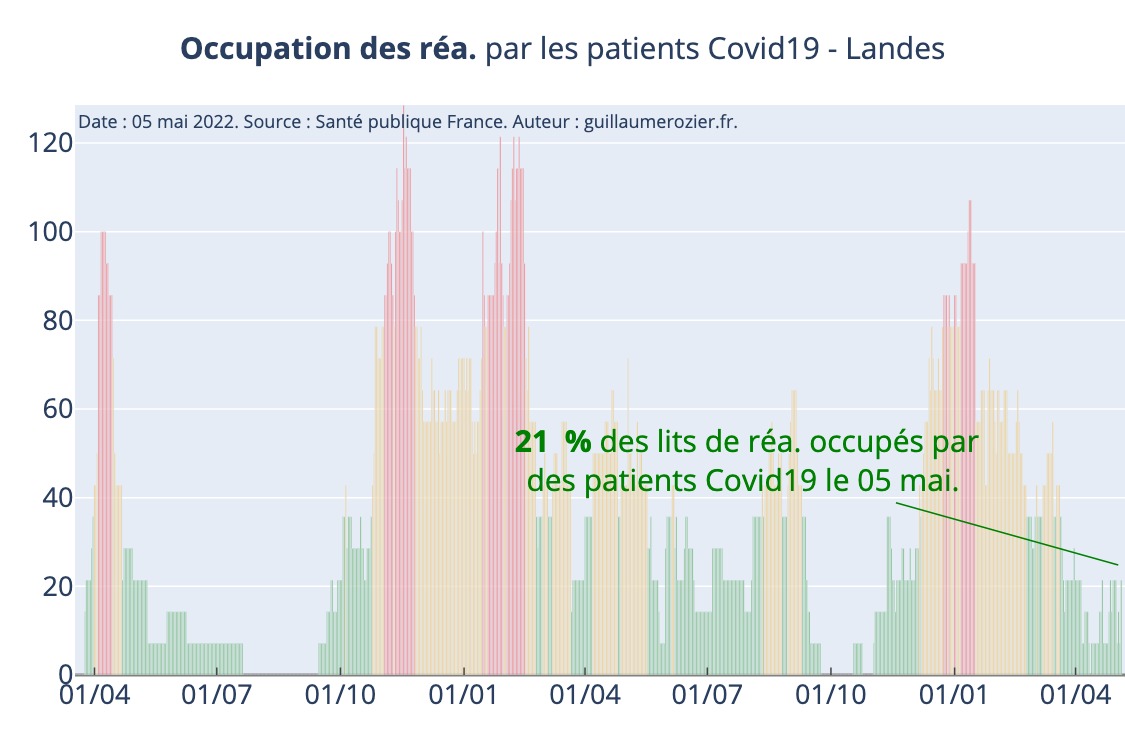 Occupation des réa. par les patients Covid19 - Landes
Date : 05 mai 2022. Source : Santé publique France. Auteur : guillaumerozier.fr.
120
100
80
60
40
20
0
21  % des lits de réa. occupés par
des patients Covid19 le 05 mai.
01/04 01/07 01/10 01/01 01/04 01/07 01/10 01/01 01/04